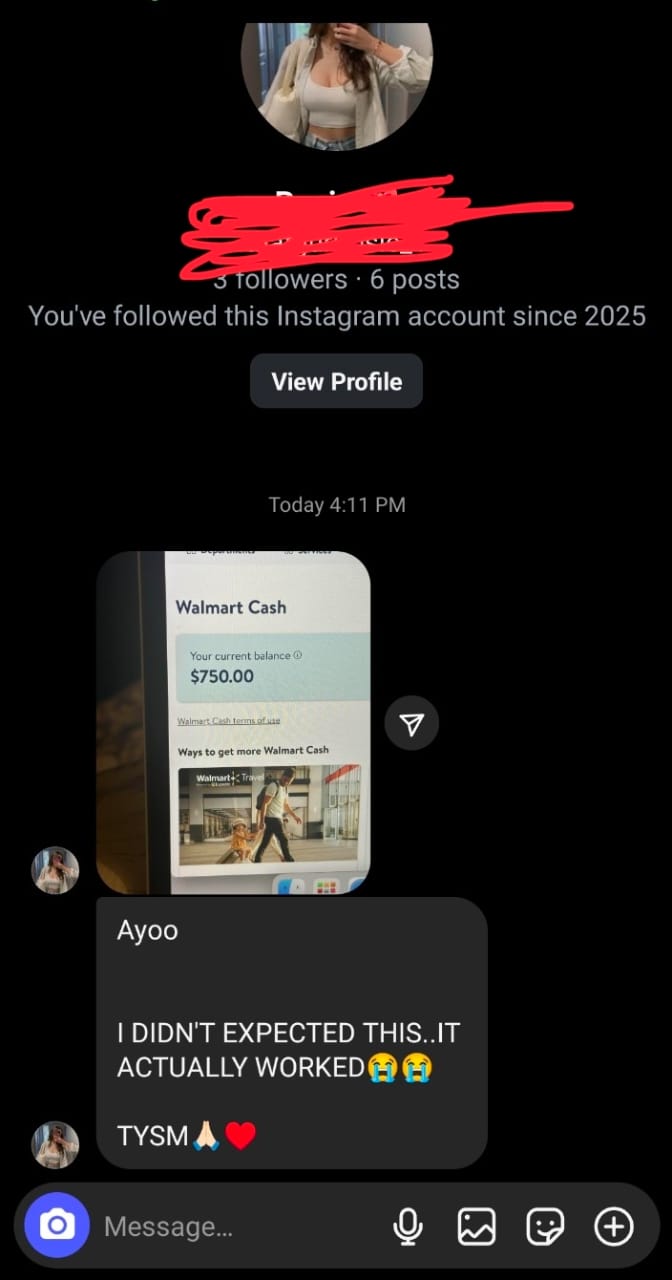 3 followers · 6 posts
You've followed this Instagram account since 2025
View Profile
Today 4:11 PM
Departments
Services
Walmart Cash
Your current balance ⓘ
$750.00
Walmart Cash terms of use
Ways to get more Walmart Cash
Walmart Travel
Ayoo
I DIDN'T EXPECTED THIS..IT
ACTUALLY WORKED😭😭
TYSM🙏🏻♥️
Message...